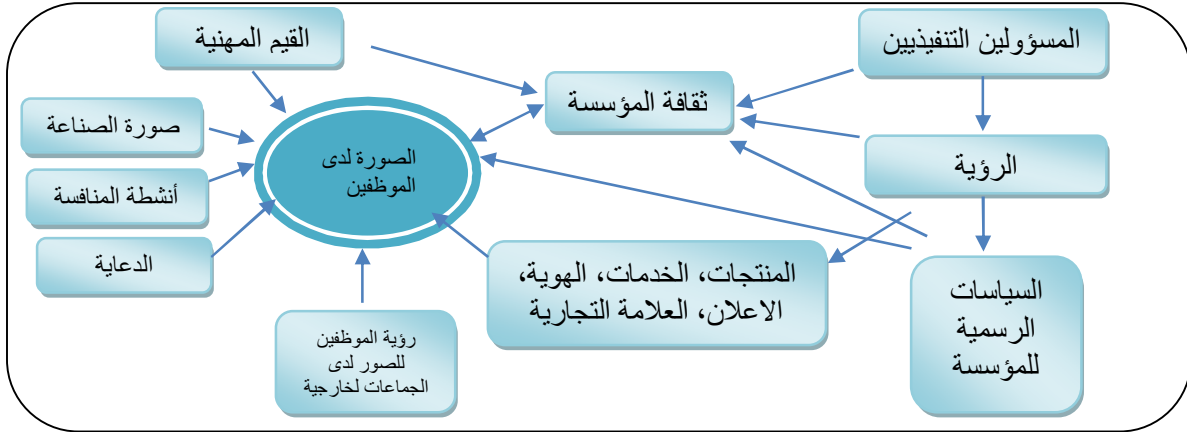 المسؤولين التنفيذيين
القيم المهنية
ثقافة المؤسسة
صورة الصناعة
الرؤية
الصورة لدى
الموظفين
أنشطة المنافسة
الدعاية
المنتجات، الخدمات، الهوية،
الاعلان، العلامة التجارية
السياسات
الرسمية
للمؤسسة
رؤية الموظفين
للصور لدى
الجماعات لخارجية